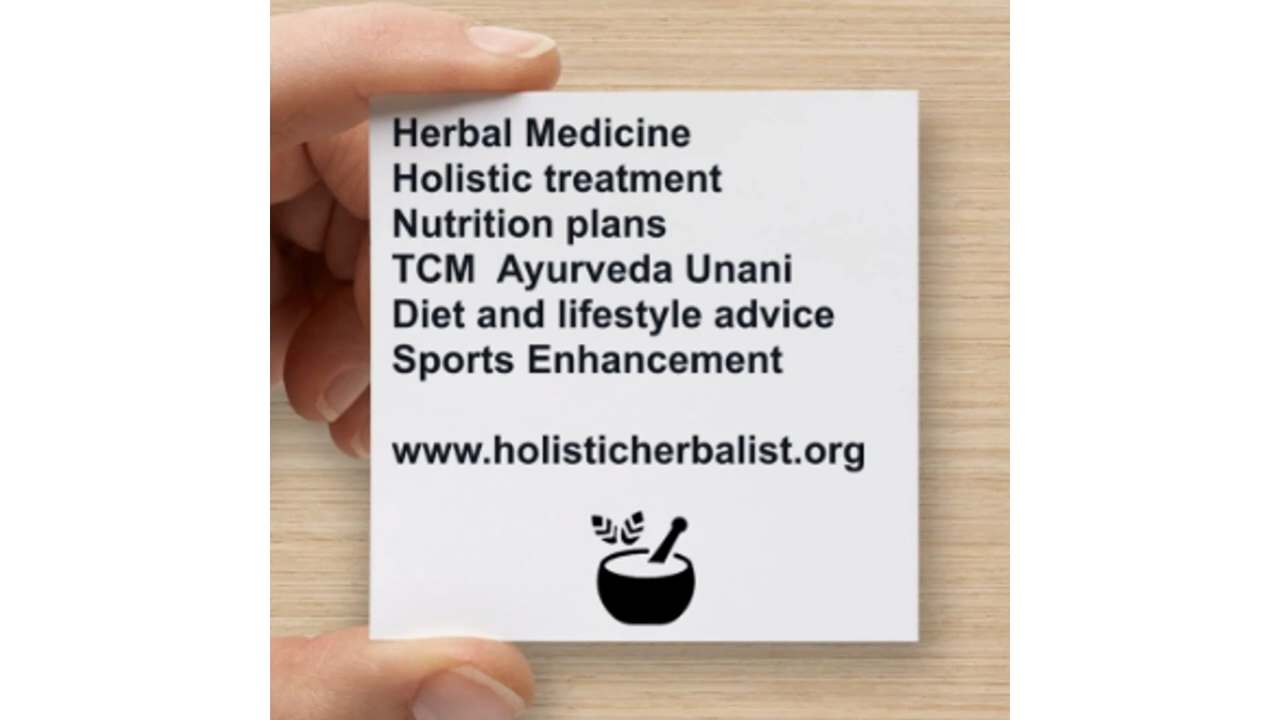 Herbal Medicine
Holistic treatment
Nutrition plans
TCM  Ayurveda Unani
Diet and lifestyle advice
Sports Enhancement
www.holisticherbalist.org